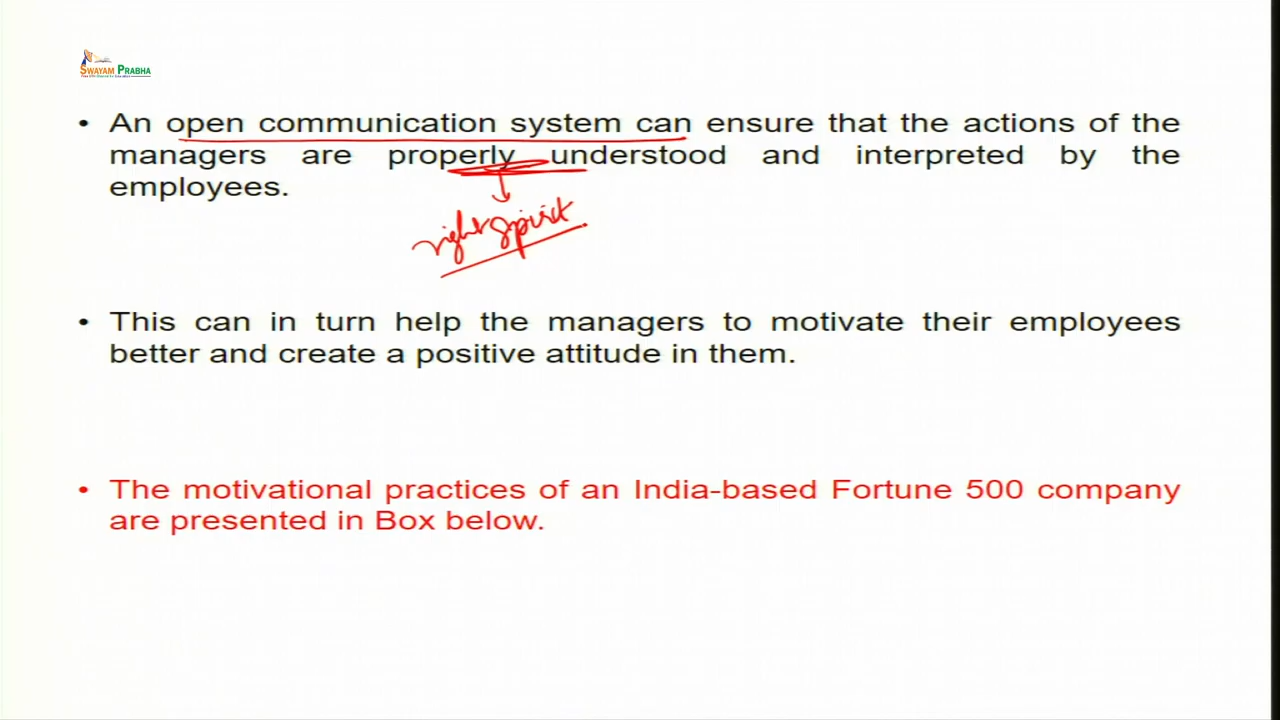 SWAYAM PRABHA
• An open communication system can ensure that the actions of the
managers are properly understood and interpreted by the
employees.
right spirit
• This can in turn help the managers to motivate their employees
better and create a positive attitude in them.
• The motivational practices of an India-based Fortune 500 company
are presented in Box below.